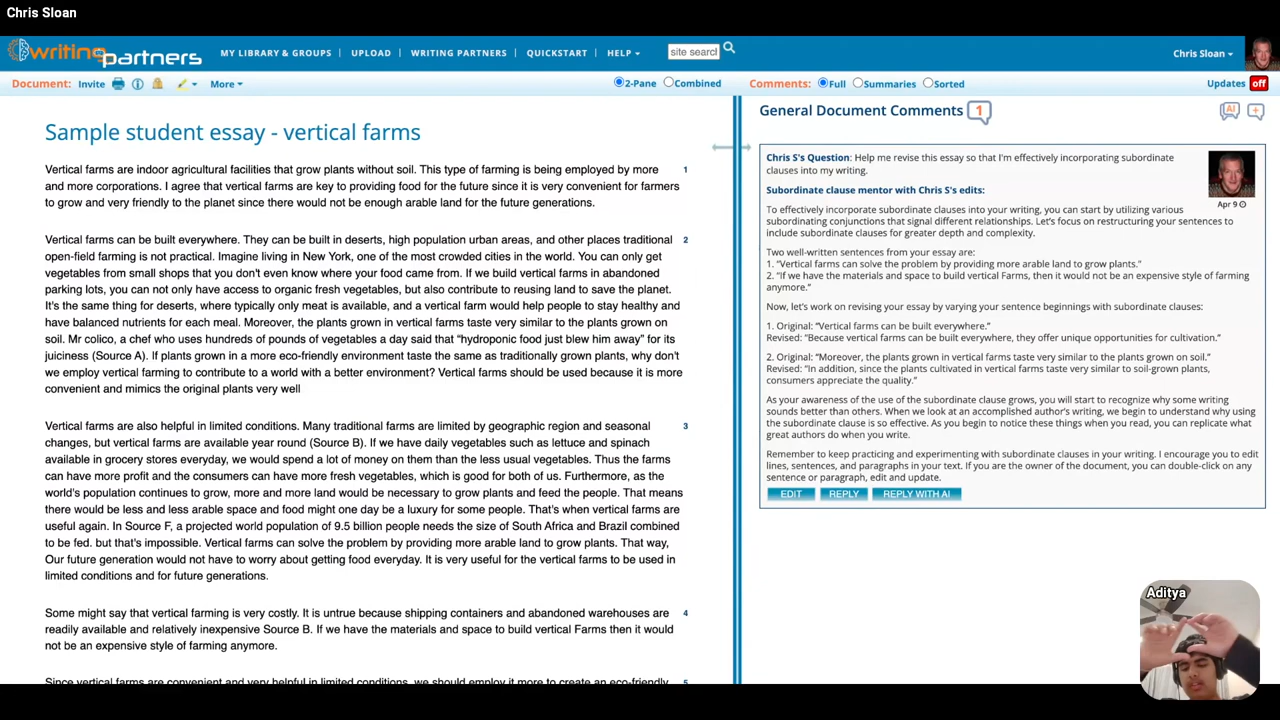 Chris Sloan
writing partners MY LIBRARY & GROUPS | UPLOAD | WRITING PARTNERS | QUICKSTART | HELP site search Chris Sloan
Document: Invite More 2-Pane Combined Comments: Full Summaries Sorted Updates off
Sample student essay - vertical farms
Vertical farms are indoor agricultural facilities that grow plants without soil. This type of farming is being employed by more 1
and more corporations. I agree that vertical farms are key to providing food for the future since it is very convenient for farmers
to grow and very friendly to the planet since there would not be enough arable land for the future generations.
Vertical farms can be built everywhere. They can be built in deserts, high population urban areas, and other places traditional 2
open-field farming is not practical. Imagine living in New York, one of the most crowded cities in the world. You can only get
vegetables from small shops that you don't even know where your food came from. If we build vertical farms in abandoned
parking lots, you can not only have access to organic fresh vegetables, but also contribute to reusing land to save the planet.
It's the same thing for deserts, where typically only meat is available, and a vertical farm would help people to stay healthy and
have balanced nutrients for each meal. Moreover, the plants grown in vertical farms taste very similar to the plants grown on
soil. Mr colico, a chef who uses hundreds of pounds of vegetables a day said that “hydroponic food just blew him away” for its
juiciness (Source A). If plants grown in a more eco-friendly environment taste the same as traditionally grown plants, why don't
we employ vertical farming to contribute to a world with a better environment? Vertical farms should be used because it is more
convenient and mimics the original plants very well
Vertical farms are also helpful in limited conditions. Many traditional farms are limited by geographic region and seasonal 3
changes, but vertical farms are available year round (Source B). If we have daily vegetables such as lettuce and spinach
available in grocery stores everyday, we would spend a lot of money on them than the less usual vegetables. Thus the farms
can have more profit and the consumers can have more fresh vegetables, which is good for both of us. Furthermore, as the
world's population continues to grow, more and more land would be necessary to grow plants and feed the people. That means
there would be less and less arable space and food might one day be a luxury for some people. That's when vertical farms are
useful again. In Source F, a projected world population of 9.5 billion people needs the size of South Africa and Brazil combined
to be fed. but that's impossible. Vertical farms can solve the problem by providing more arable land to grow plants. That way,
Our future generation would not have to worry about getting food everyday. It is very useful for the vertical farms to be used in
limited conditions and for future generations.
Some might say that vertical farming is very costly. It is untrue because shipping containers and abandoned warehouses are 4
readily available and relatively inexpensive Source B. If we have the materials and space to build vertical Farms then it would
not be an expensive style of farming anymore.
Since vertical farms are convenient and very helpful in limited conditions, we should employ it more to create an eco-friendly 5
General Document Comments 1 AI +
Chris S's Question: Help me revise this essay so that I'm effectively incorporating subordinate
clauses into my writing.
Apr 9
Subordinate clause mentor with Chris S's edits:
To effectively incorporate subordinate clauses into your writing, you can start by utilizing various
subordinating conjunctions that signal different relationships. Let's focus on restructuring your sentences to
include subordinate clauses for greater depth and complexity.
Two well-written sentences from your essay are:
1. “Vertical farms can solve the problem by providing more arable land to grow plants.”
2. “If we have the materials and space to build vertical Farms, then it would not be an expensive style of farming
anymore.”
Now, let's work on revising your essay by varying your sentence beginnings with subordinate clauses:
1. Original: “Vertical farms can be built everywhere.”
Revised: “Because vertical farms can be built everywhere, they offer unique opportunities for cultivation.”
2. Original: “Moreover, the plants grown in vertical farms taste very similar to the plants grown on soil.”
Revised: “In addition, since the plants cultivated in vertical farms taste very similar to soil-grown plants,
consumers appreciate the quality.”
As your awareness of the use of the subordinate clause grows, you will start to recognize why some writing
sounds better than others. When we look at an accomplished author's writing, we begin to understand why using
the subordinate clause is so effective. As you begin to notice these things when you read, you can replicate what
great authors do when you write.
Remember to keep practicing and experimenting with subordinate clauses in your writing. I encourage you to edit
lines, sentences, and paragraphs in your text. If you are the owner of the document, you can double-click on any
sentence or paragraph, edit and update.
EDIT REPLY REPLY WITH AI
Aditya